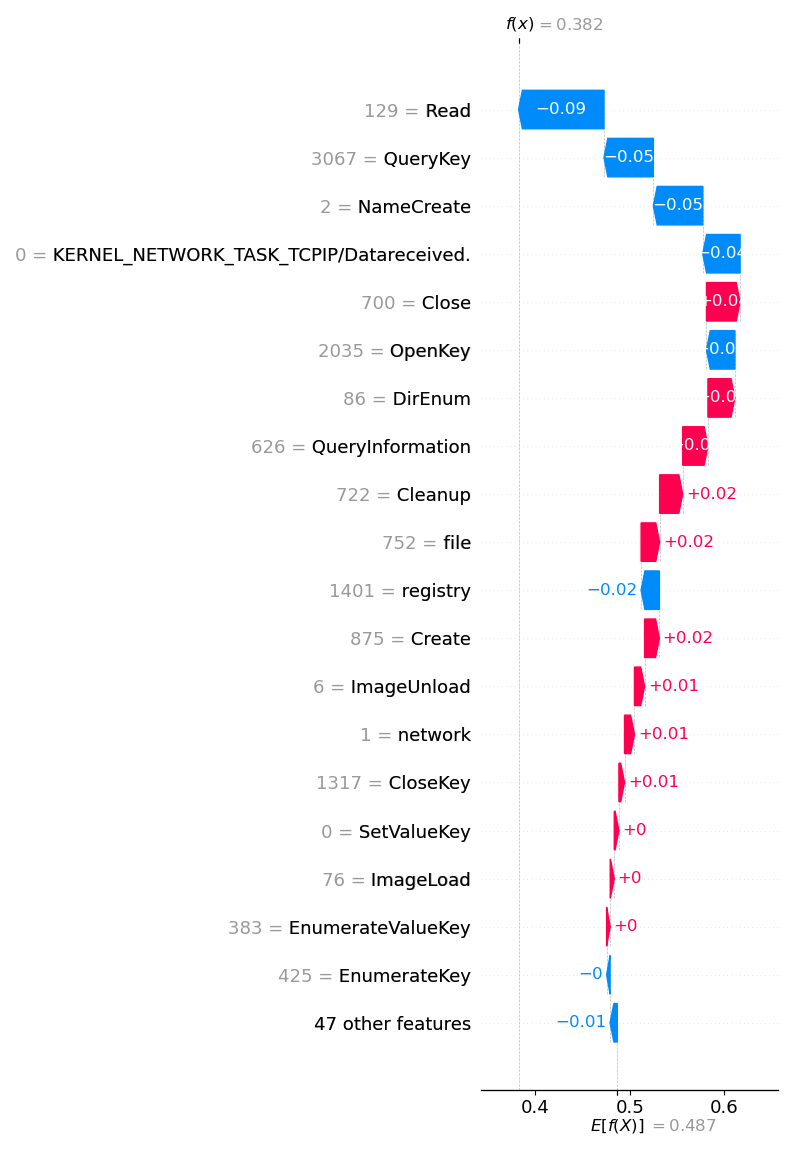 f(x) = 0.382
129 = Read
−0.09
3067 = QueryKey
−0.05
2 = NameCreate
−0.05
0 = KERNEL_NETWORK_TASK_TCPIP/Datareceived.
−0.04
700 = Close
2035 = OpenKey
86 = DirEnum
626 = QueryInformation
722 = Cleanup
+0.02
752 = file
+0.02
1401 = registry
−0.02
875 = Create
+0.02
6 = ImageUnload
+0.01
1 = network
+0.01
1317 = CloseKey
+0.01
0 = SetValueKey
+0
76 = ImageLoad
+0
383 = EnumerateValueKey
+0
425 = EnumerateKey
−0
47 other features
−0.01
0.4 0.5 0.6
E[f(X)] = 0.487